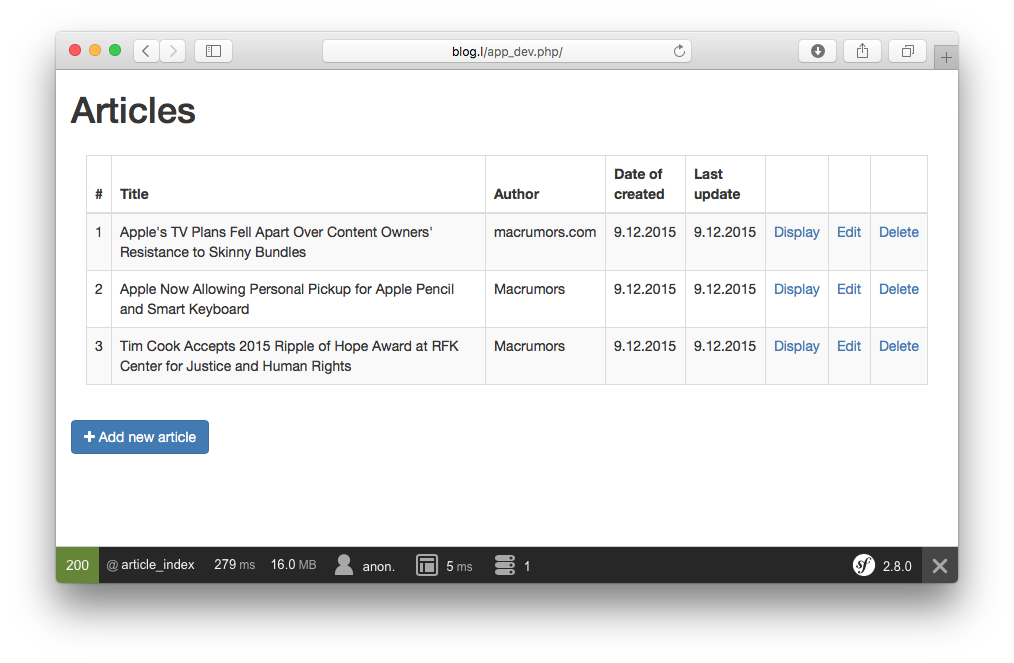 blog.l/app_dev.php/
Articles
# Title Author Date of created Last update
1 Apple's TV Plans Fell Apart Over Content Owners' macrumors.com 9.12.2015 9.12.2015 Display Edit Delete
Resistance to Skinny Bundles
2 Apple Now Allowing Personal Pickup for Apple Pencil Macrumors 9.12.2015 9.12.2015 Display Edit Delete
and Smart Keyboard
3 Tim Cook Accepts 2015 Ripple of Hope Award at RFK Macrumors 9.12.2015 9.12.2015 Display Edit Delete
Center for Justice and Human Rights
+ Add new article
200 @ article_index 279 ms 16.0 MB anon. 5 ms 1 sf 2.8.0